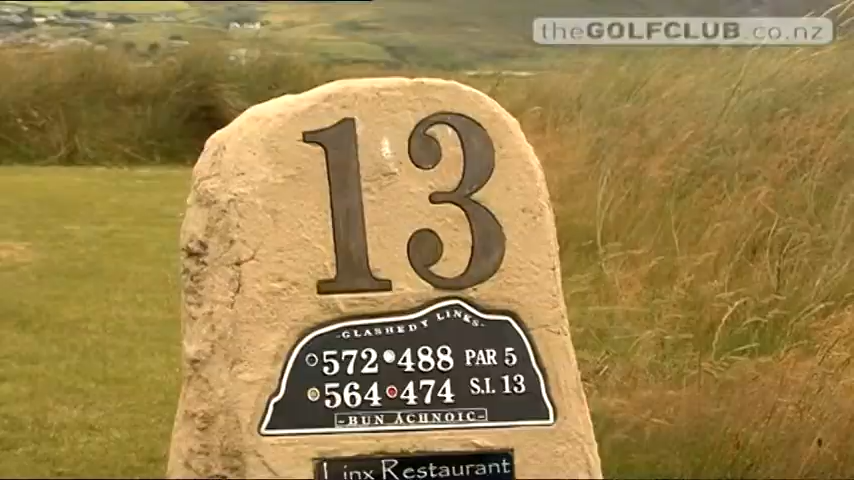 theGOLFCLUB.co.nz
13
GLASHEDY LINKS
572 488 PAR 5
564 474 S.I. 13
BUN ACHNOIC
Linx Restaurant